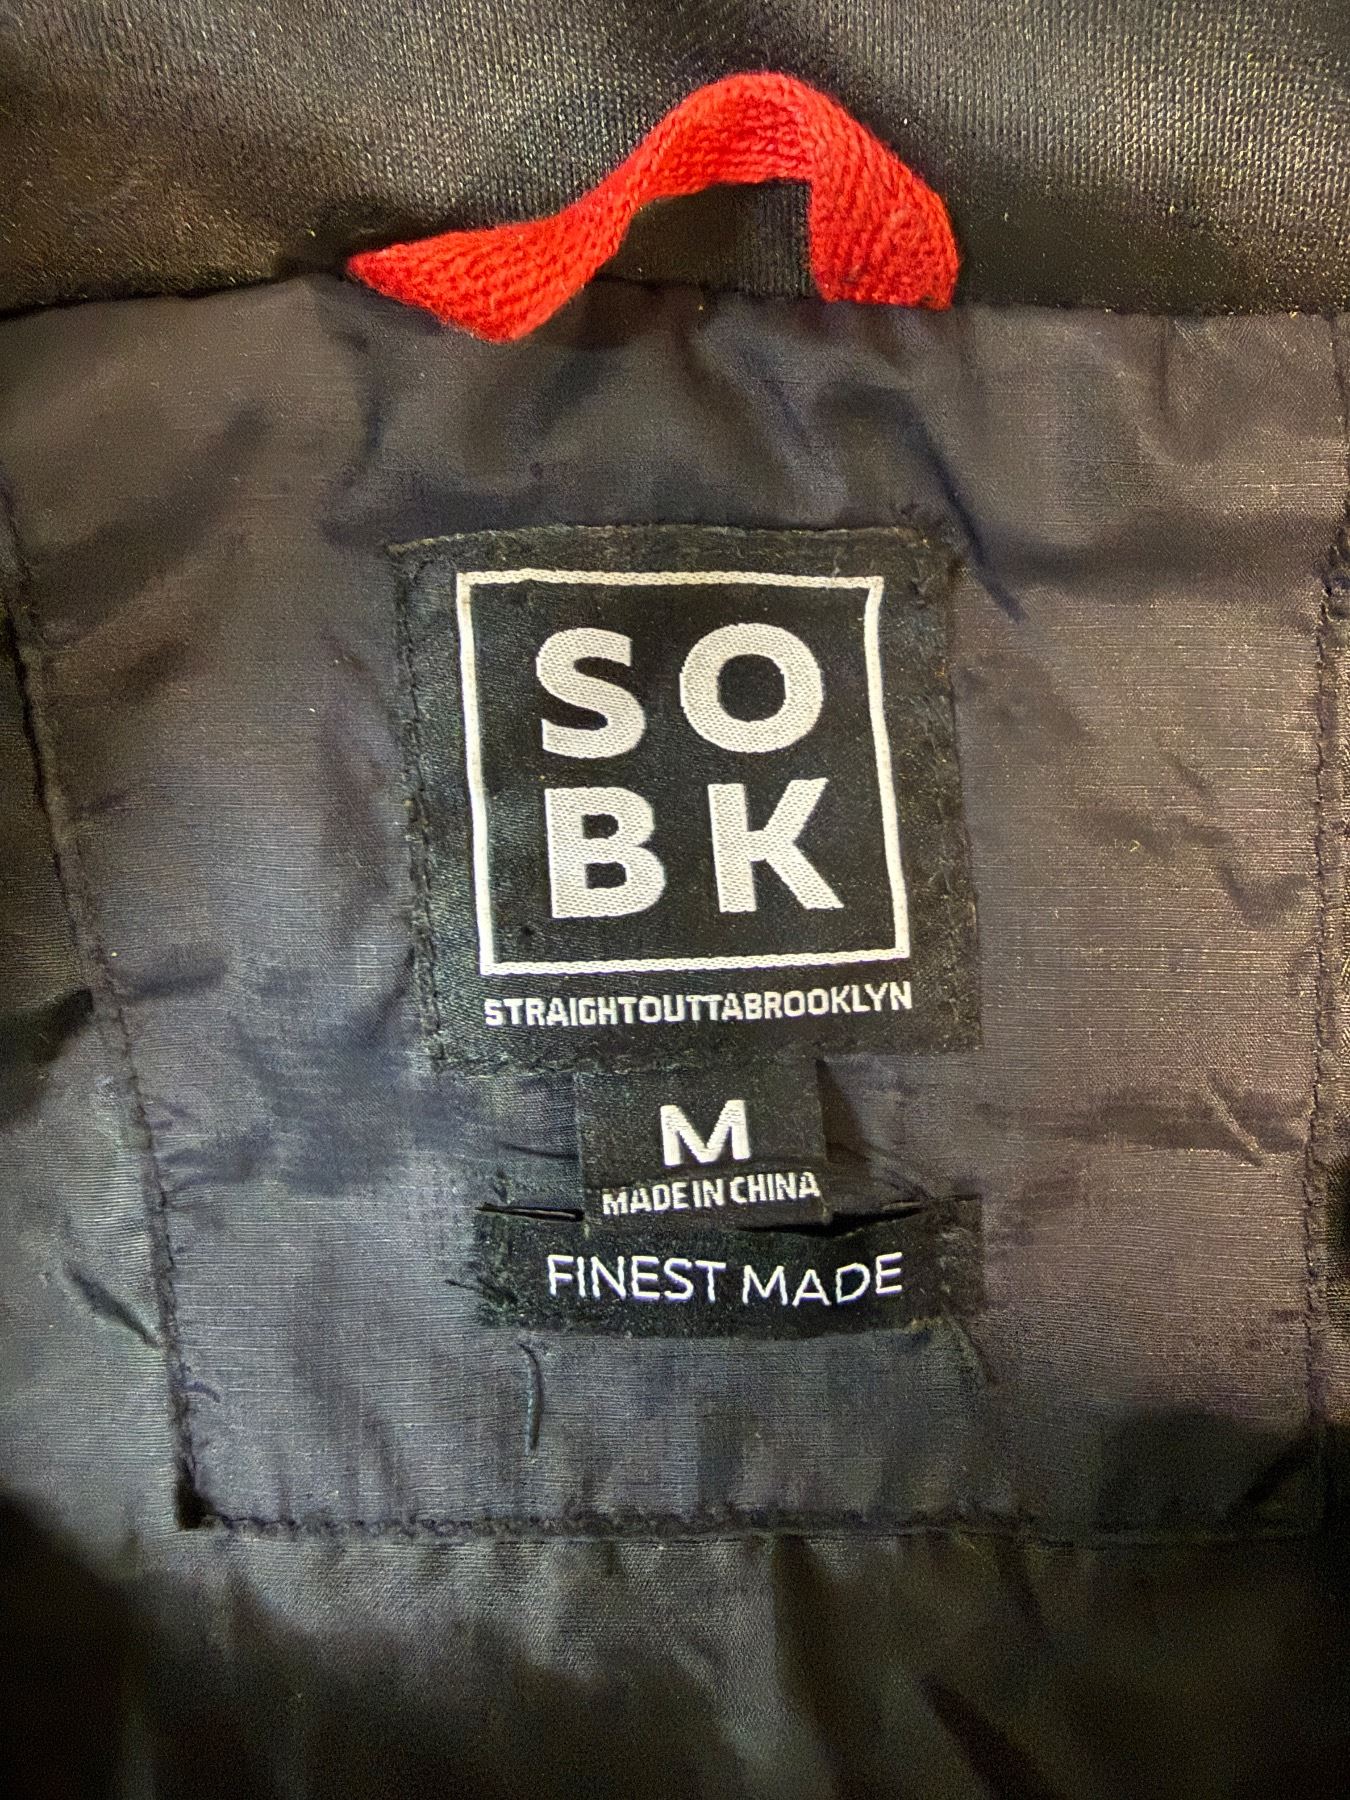 SO
BK
STRAIGHTOUTTABROOKLYN
M
MADE IN CHINA
FINEST MADE